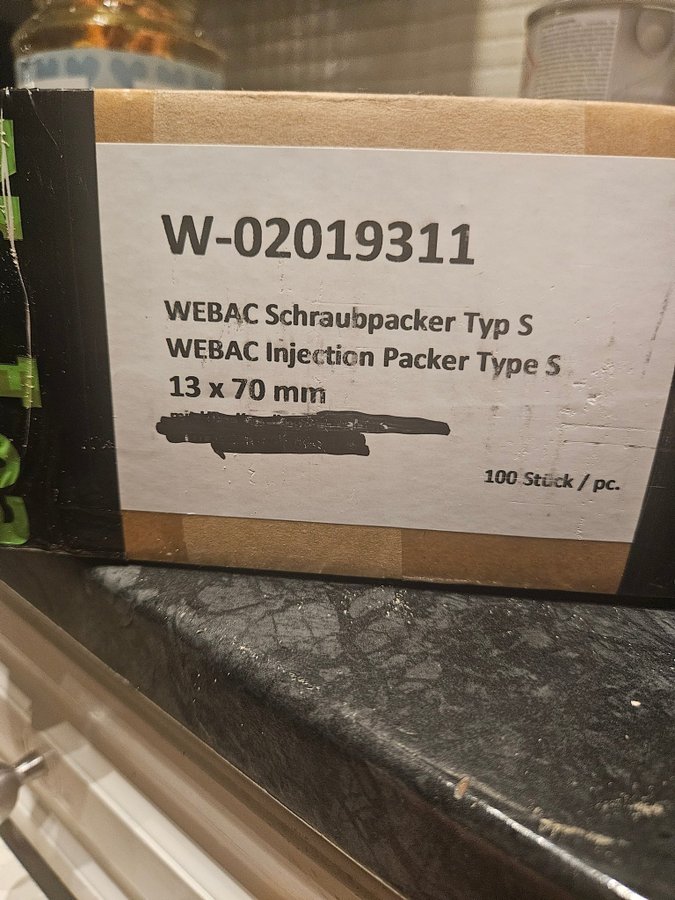 W-02019311
WEBAC Schraubpacker Typ S
WEBAC Injection Packer Type S
13 x 70 mm
100 Stück / pc.